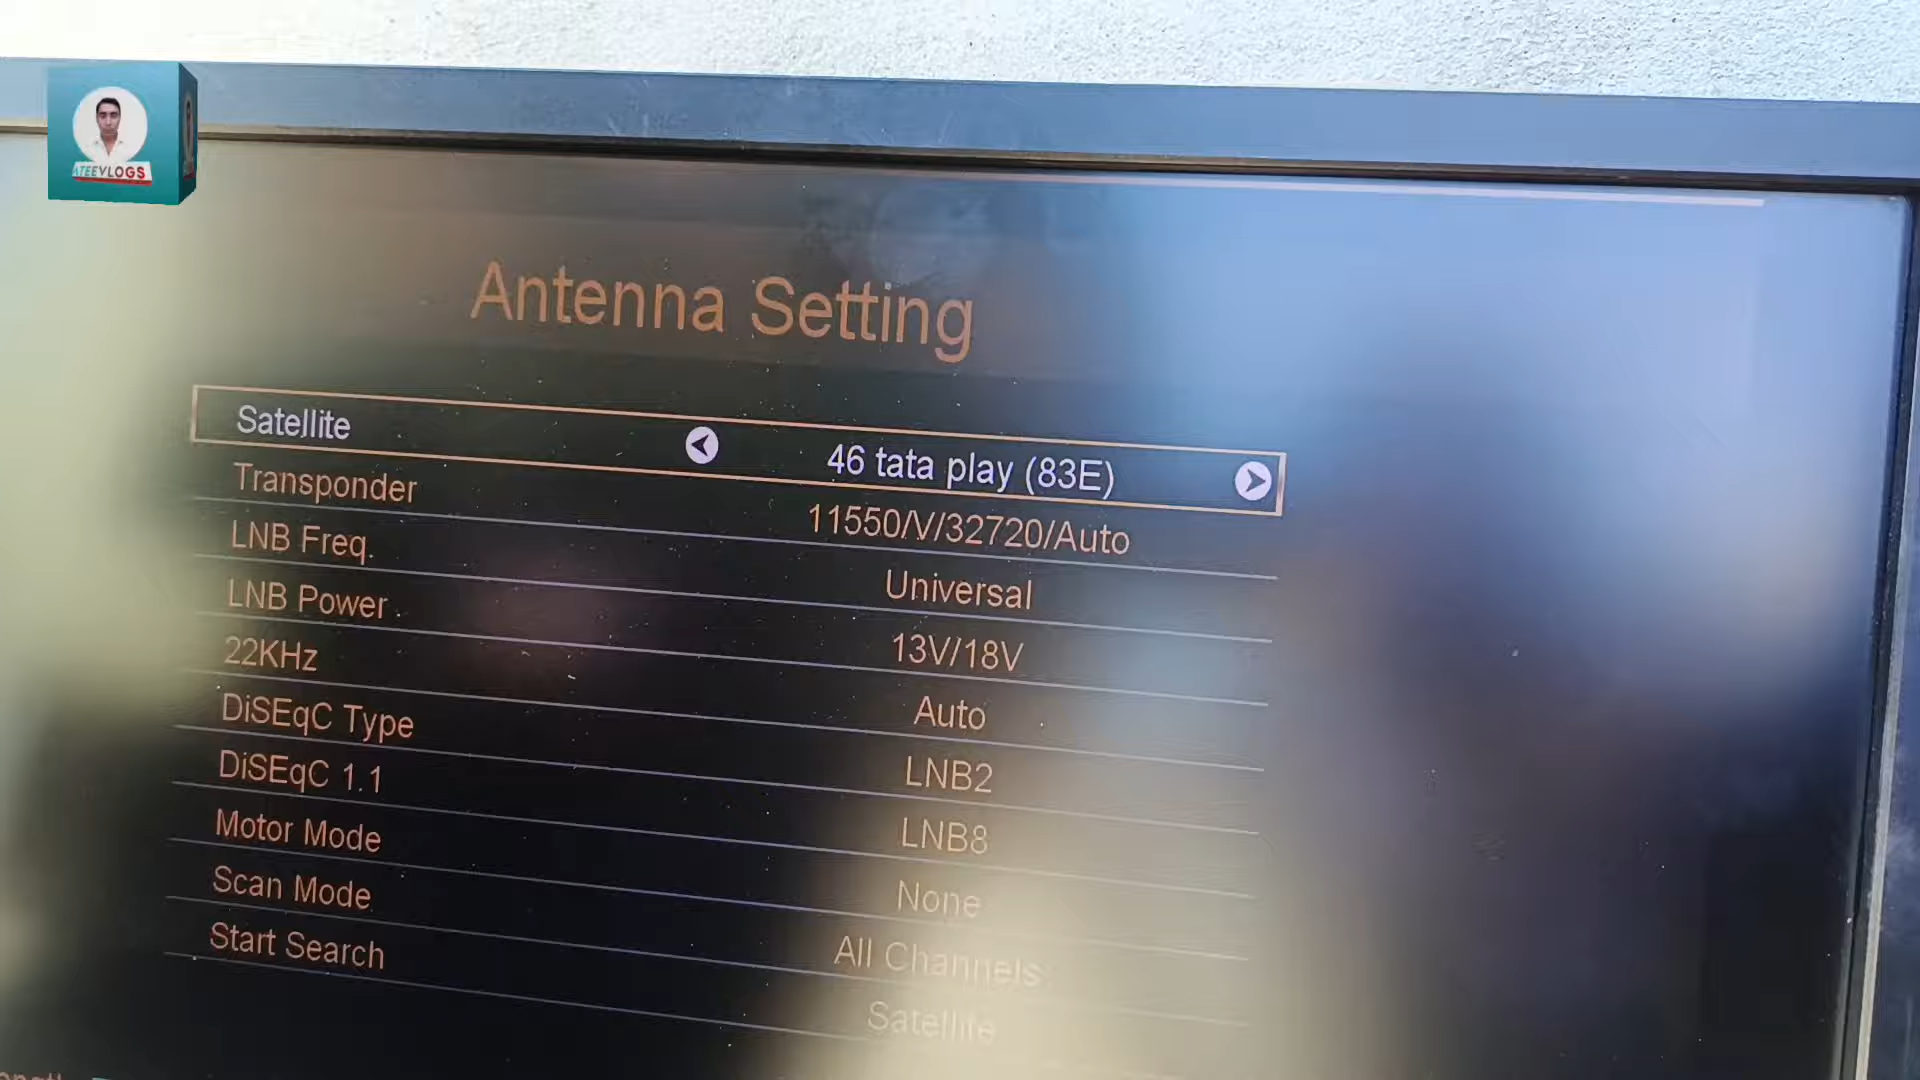 ATEEVLOGS
Antenna Setting
Satellite 46 tata play (83E)
Transponder 11550/V/32720/Auto
LNB Freq. Universal
LNB Power 13V/18V
22KHz Auto
DiSEqC Type LNB2
DiSEqC 1.1 LNB8
Motor Mode None
Scan Mode All Channels
Start Search Satellite